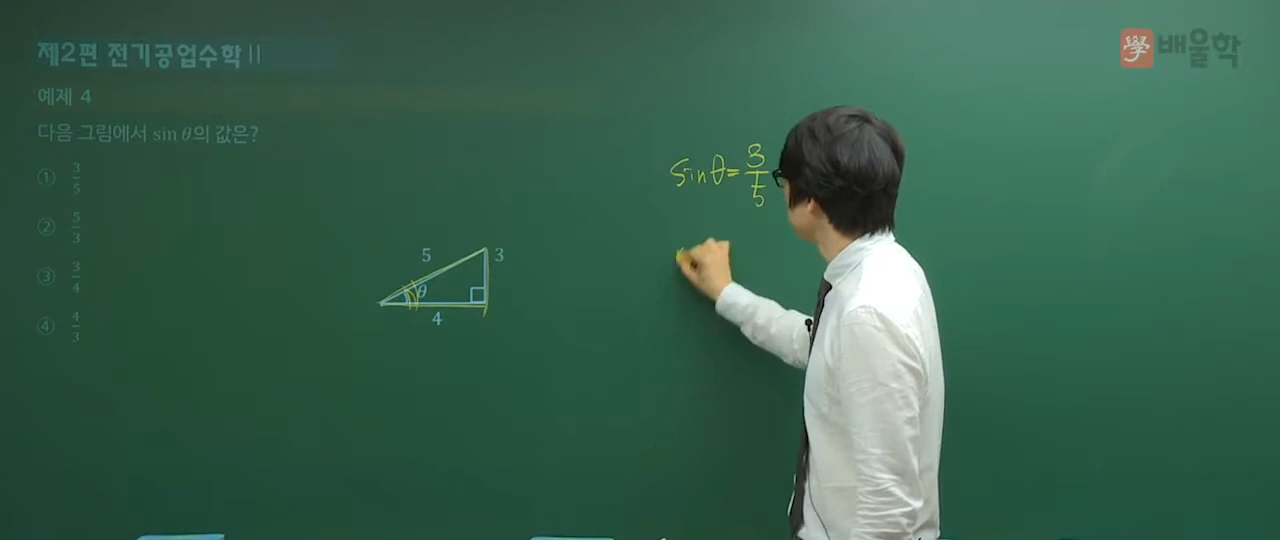 제2편 전기공업수학Ⅱ
學 배울학
예제 4
다음 그림에서 sin θ의 값은?
① 3/5
② 5/3
③ 3/4
④ 4/3
5
3
θ
4
sinθ=3/5